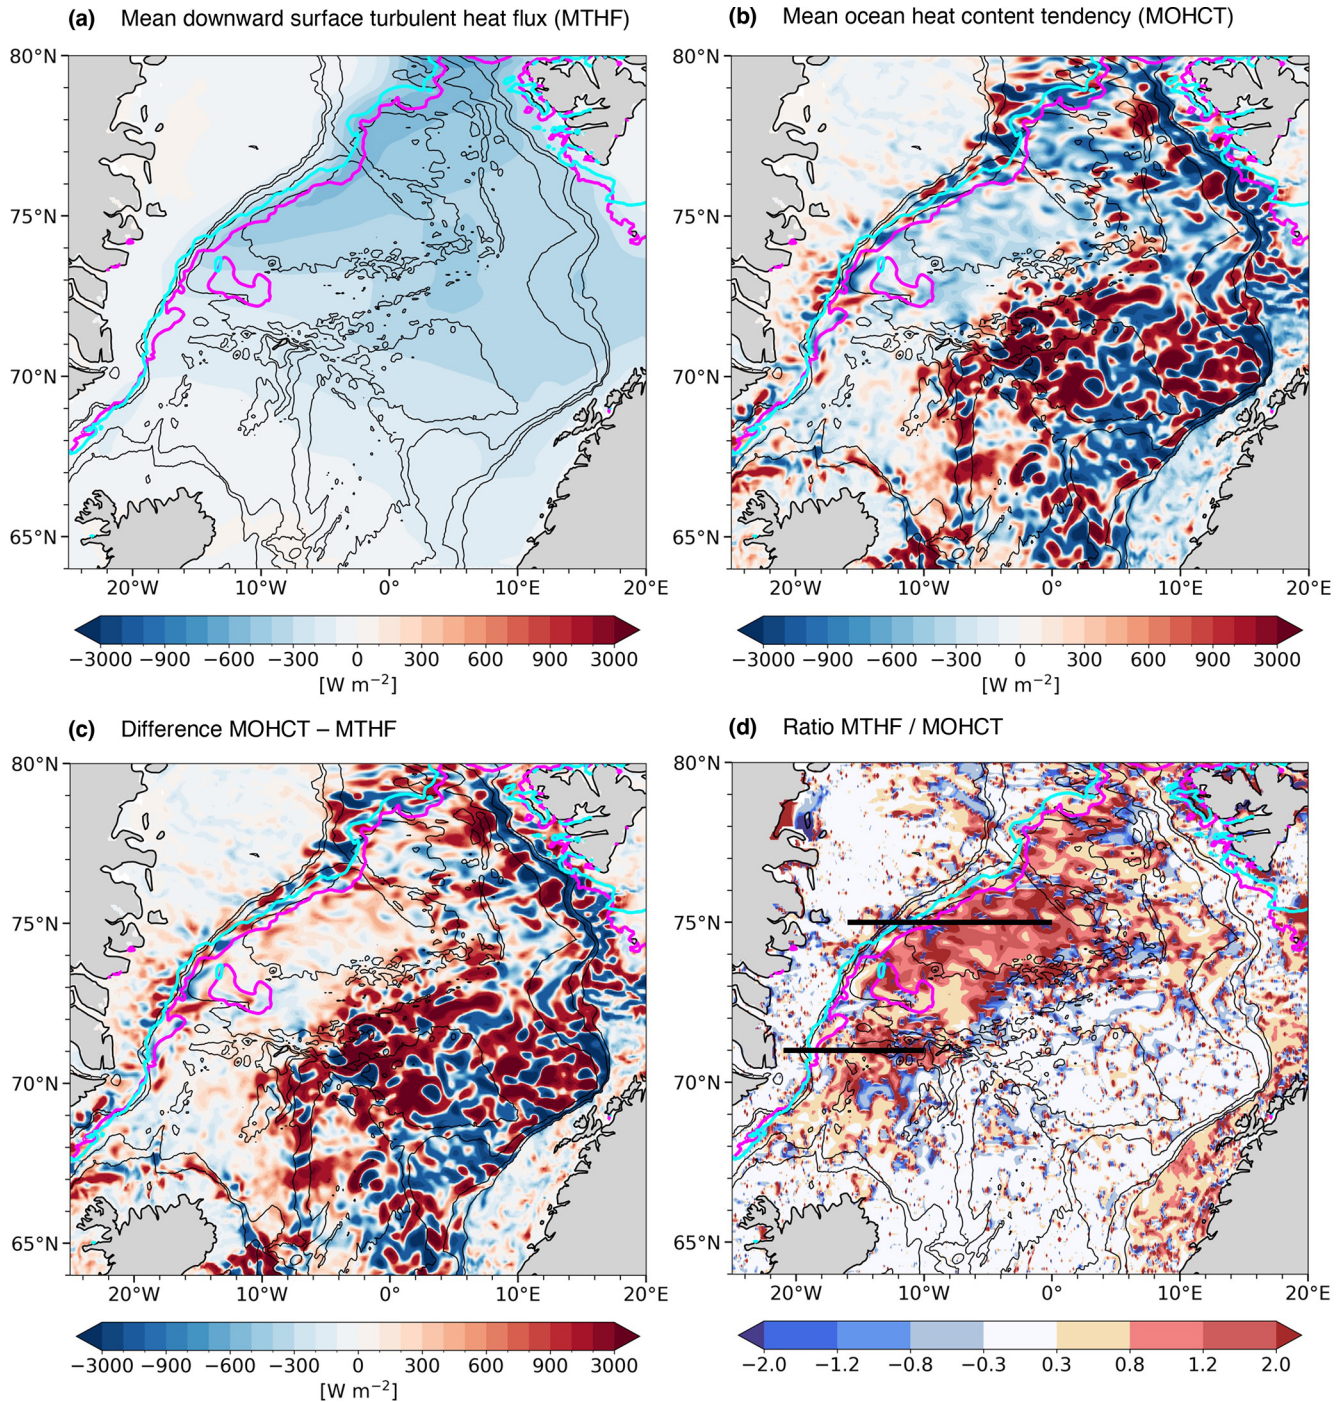 (a) Mean downward surface turbulent heat flux (MTHF)
80°N
75°N
70°N
65°N
20°W 10°W 0° 10°E 20°E
−3000 −900 −600 −300 0 300 600 900 3000
[W m−2]
(b) Mean ocean heat content tendency (MOHCT)
80°N
75°N
70°N
65°N
20°W 10°W 0° 10°E 20°E
−3000 −900 −600 −300 0 300 600 900 3000
[W m−2]
(c) Difference MOHCT – MTHF
80°N
75°N
70°N
65°N
20°W 10°W 0° 10°E 20°E
−3000 −900 −600 −300 0 300 600 900 3000
[W m−2]
(d) Ratio MTHF / MOHCT
80°N
75°N
70°N
65°N
20°W 10°W 0° 10°E 20°E
−2.0 −1.2 −0.8 −0.3 0.3 0.8 1.2 2.0